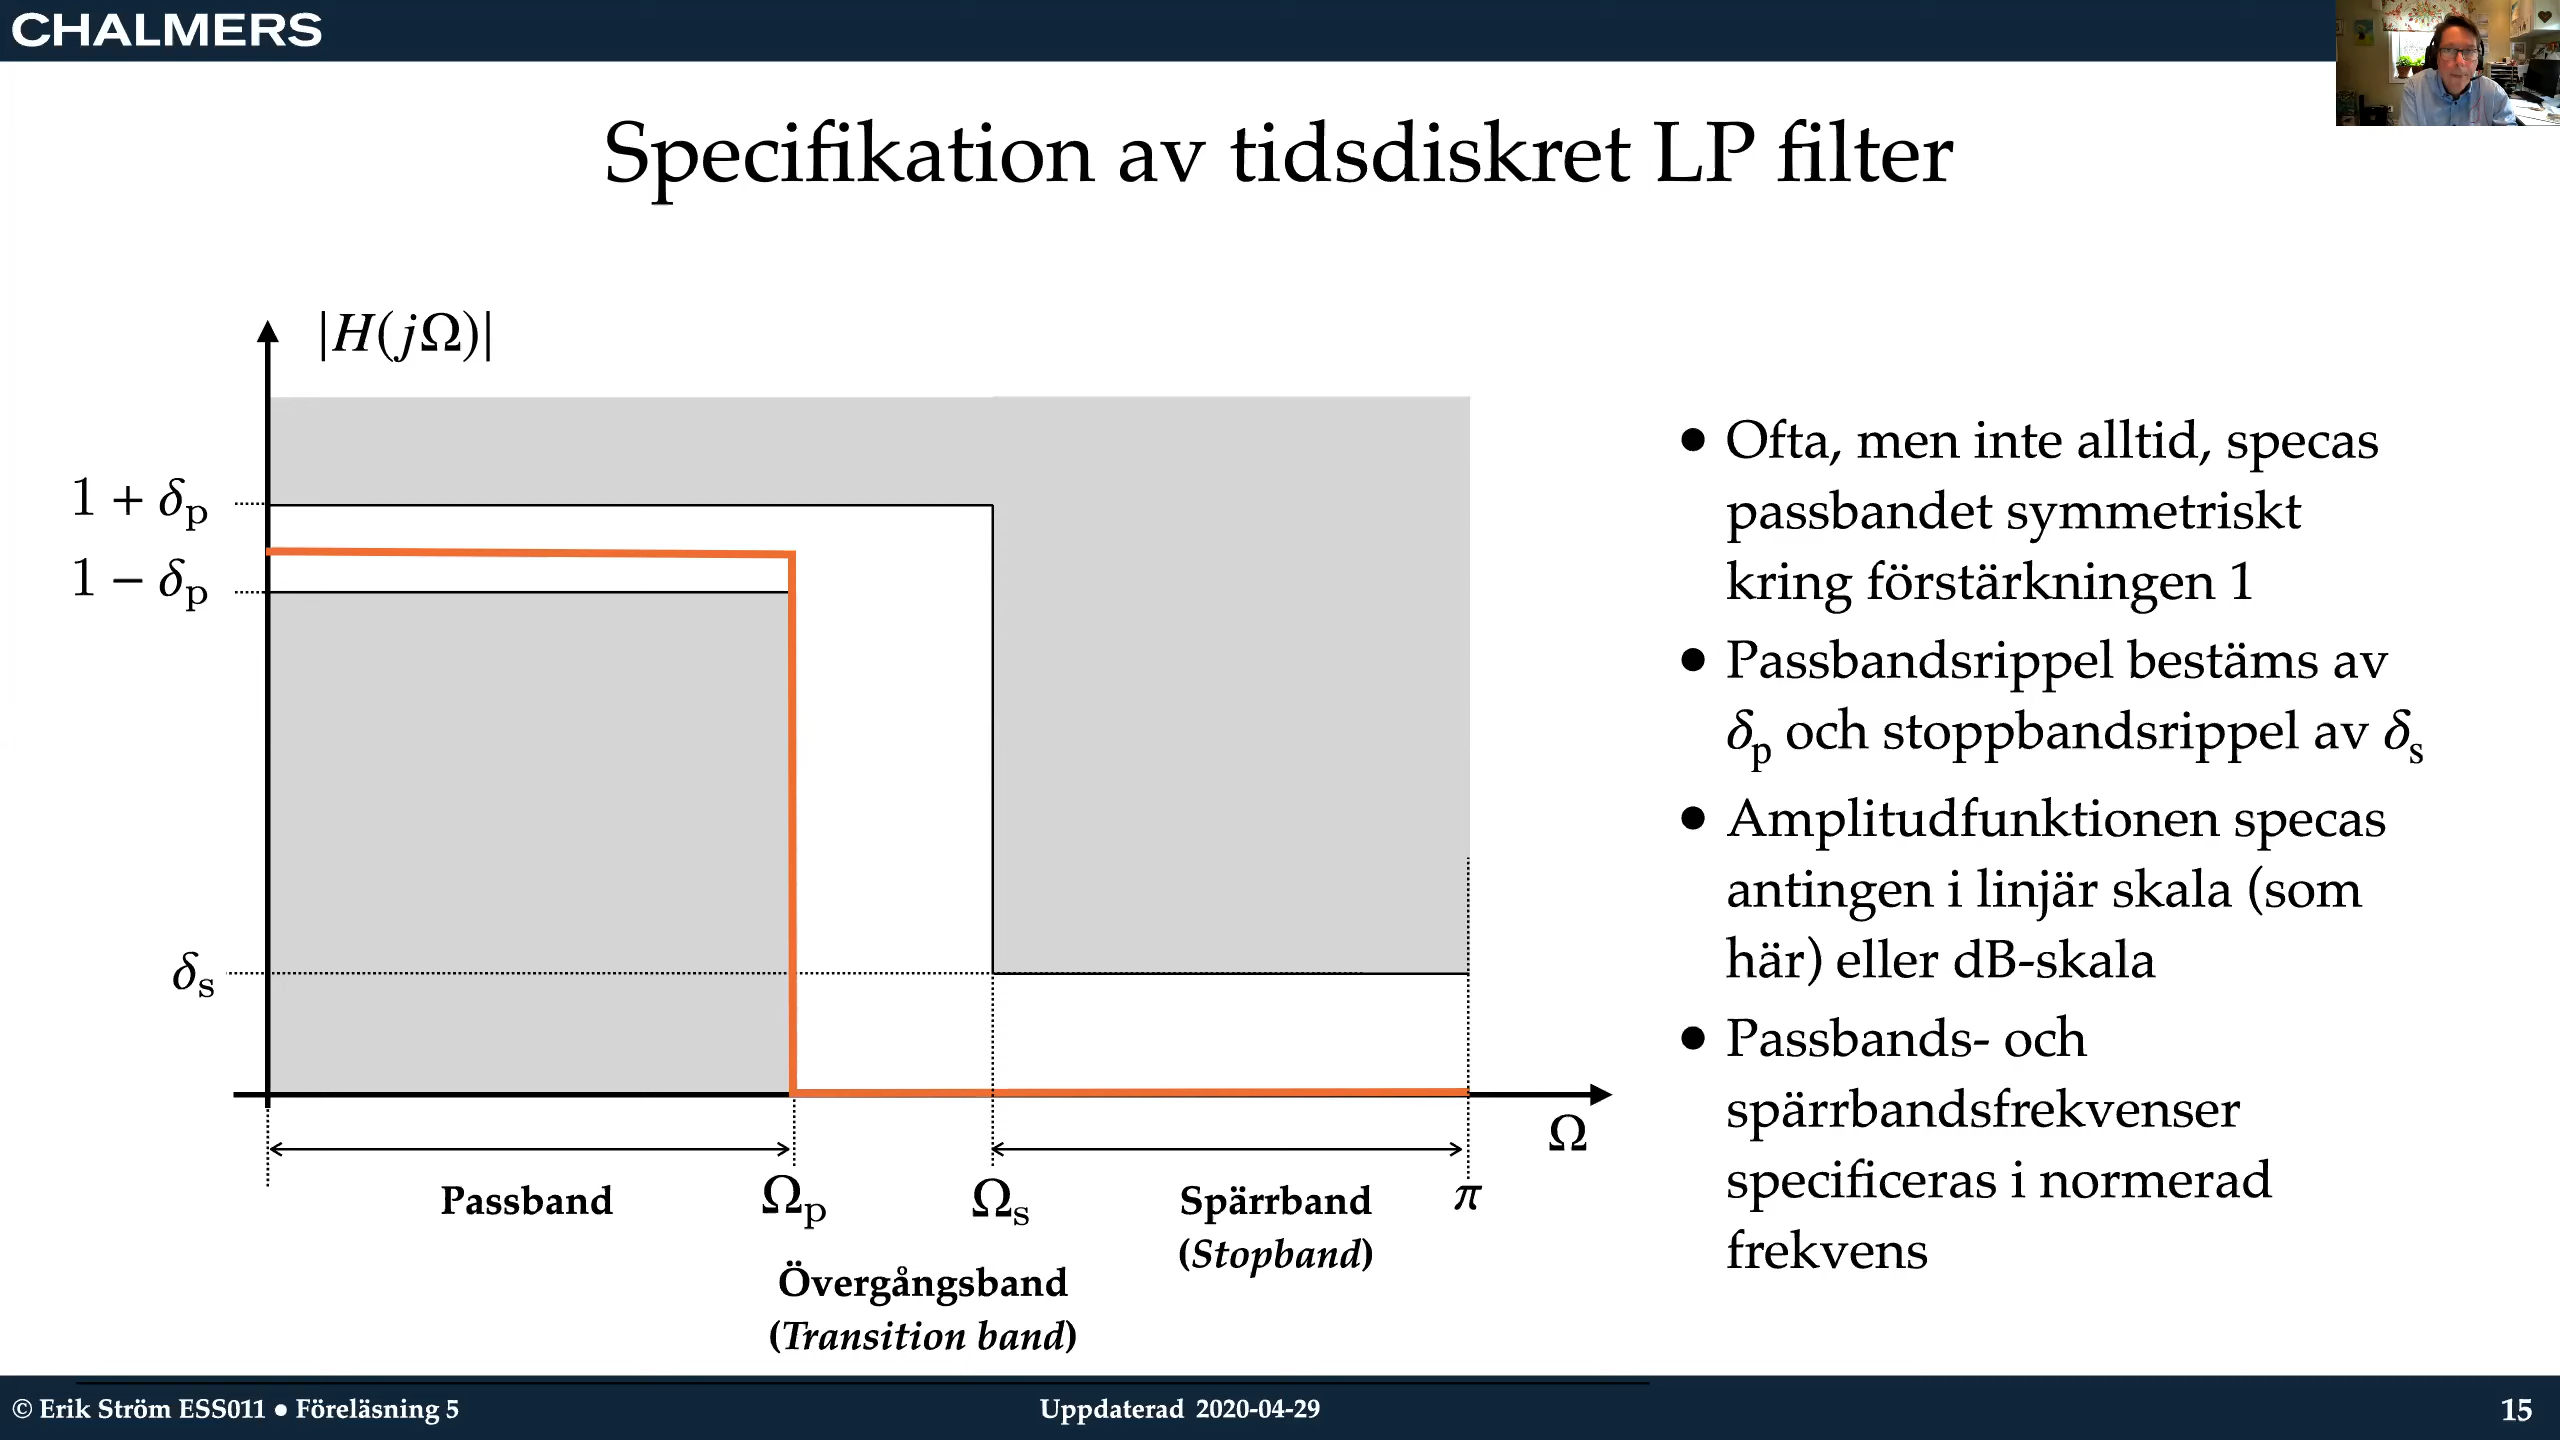 CHALMERS
Specifikation av tidsdiskret LP filter
|H(jΩ)|
1 + δp
1 − δp
δs
Ω
Passband
Ωp
Ωs
Spärrband
(Stopband)
π
Övergångsband
(Transition band)
● Ofta, men inte alltid, specas
passbandet symmetriskt
kring förstärkningen 1
● Passbandsrippel bestäms av
δp och stoppbandsrippel av δs
● Amplitudfunktionen specas
antingen i linjär skala (som
här) eller dB-skala
● Passbands- och
spärrbandsfrekvenser
specificeras i normerad
frekvens
© Erik Ström ESS011 ● Föreläsning 5
Uppdaterad 2020-04-29
15